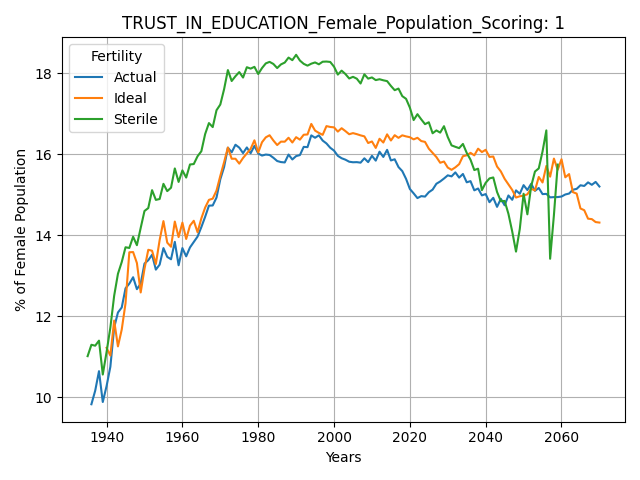 TRUST_IN_EDUCATION_Female_Population_Scoring: 1
Fertility
Actual
Ideal
Sterile
% of Female Population
18
16
14
12
10
1940 1960 1980 2000 2020 2040 2060
Years